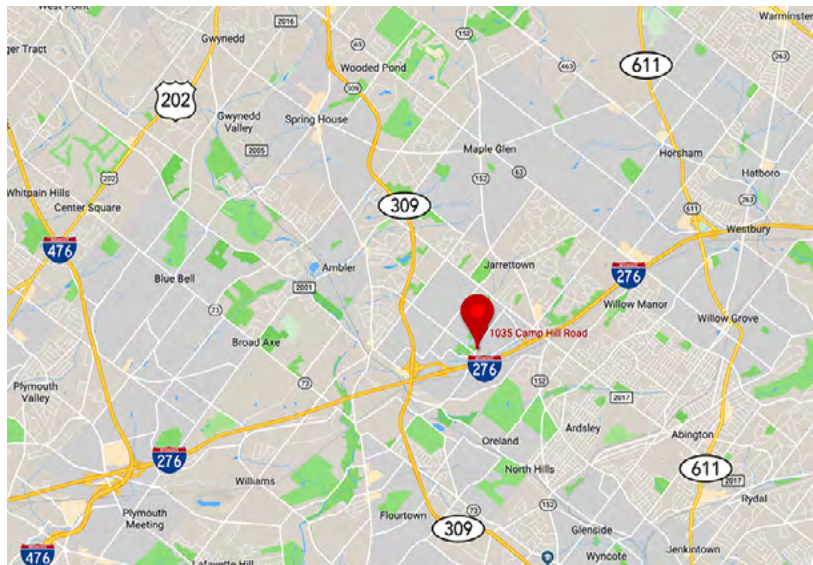 West Point
2016
Warminster
Gwynedd
63
152
263
611
463
Wooded Pond
202
309
Gwynedd
Valley
Spring House
2005
Maple Glen
Horsham
152
63
Hatboro
202
263
Whitpain Hills
Center Square
309
611
Westbury
476
Ambler
Jarrettown
276
Blue Bell
2001
Willow Manor
73
1035 Camp Hill Road
Willow Grove
Broad Axe
276
Plymouth
Valley
73
152
2017
Ardsley
Oreland
Abington
276
North Hills
611
Williams
2017
Rydal
Plymouth
Meeting
Flourtown
73
152
309
Glenside
476
Lafayette Hill
Wyncote
Jenkintown